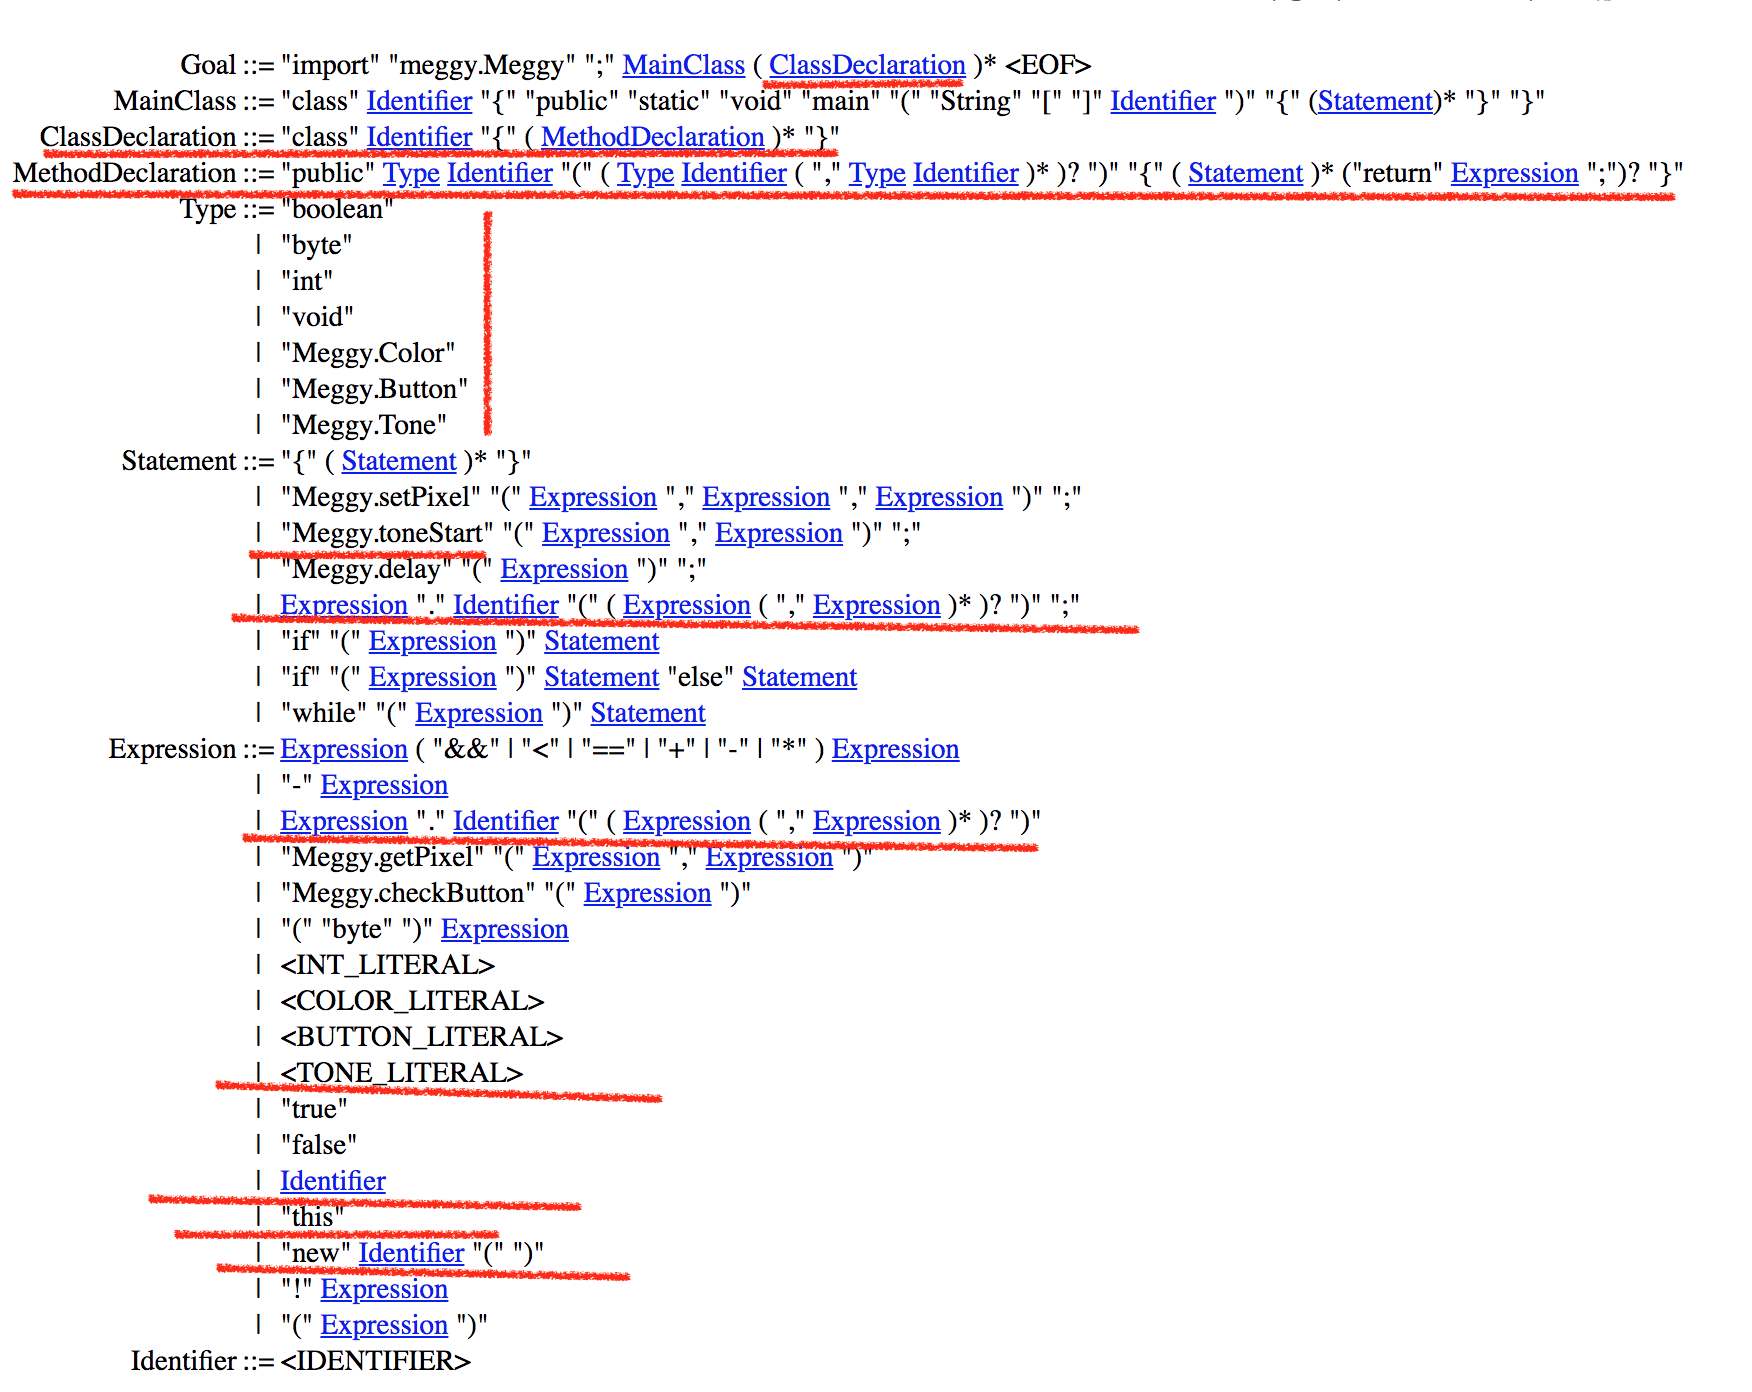 Goal ::= "import" "meggy.Meggy" ";" MainClass ( ClassDeclaration )* <EOF>
MainClass ::= "class" Identifier "{" "public" "static" "void" "main" "(" "String" "[" "]" Identifier ")" "{" (Statement)* "}" "}"
ClassDeclaration ::= "class" Identifier "{" ( MethodDeclaration )* "}"
MethodDeclaration ::= "public" Type Identifier "(" ( Type Identifier ( "," Type Identifier )* )? ")" "{" ( Statement )* ("return" Expression ";")? "}"
Type ::= "boolean"
| "byte"
| "int"
| "void"
| "Meggy.Color"
| "Meggy.Button"
| "Meggy.Tone"
Statement ::= "{" ( Statement )* "}"
| "Meggy.setPixel" "(" Expression "," Expression "," Expression ")" ";"
| "Meggy.toneStart" "(" Expression "," Expression ")" ";"
| "Meggy.delay" "(" Expression ")" ";"
| Expression "." Identifier "(" ( Expression ( "," Expression )* )? ")" ";"
| "if" "(" Expression ")" Statement
| "if" "(" Expression ")" Statement "else" Statement
| "while" "(" Expression ")" Statement
Expression ::= Expression ( "&&" | "<" | "==" | "+" | "-" | "*" ) Expression
| "-" Expression
| Expression "." Identifier "(" ( Expression ( "," Expression )* )? ")"
| "Meggy.getPixel" "(" Expression "," Expression ")"
| "Meggy.checkButton" "(" Expression ")"
| "(" "byte" ")" Expression
| <INT_LITERAL>
| <COLOR_LITERAL>
| <BUTTON_LITERAL>
| <TONE_LITERAL>
| "true"
| "false"
| Identifier
| "this"
| "new" Identifier "(" ")"
| "!" Expression
| "(" Expression ")"
Identifier ::= <IDENTIFIER>